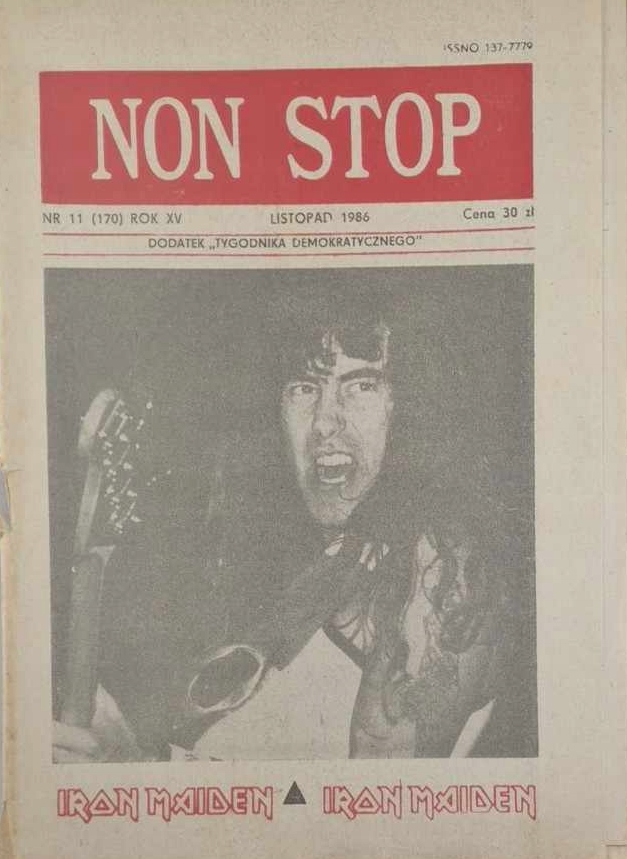 ISSNO 137-7779
NON STOP
NR 11 (170) ROK XV LISTOPAD 1986 Cena 30 zł
DODATEK „TYGODNIKA DEMOKRATYCZNEGO"
IRON MAIDEN IRON MAIDEN